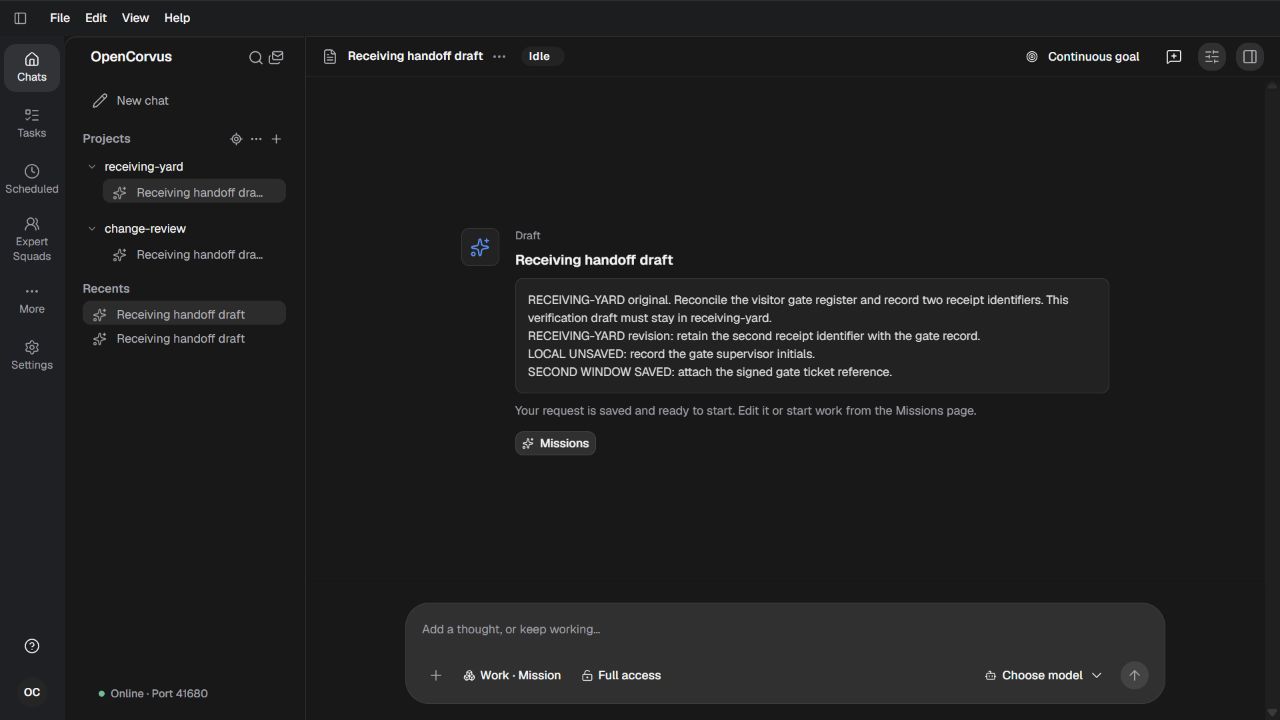 File Edit View Help
Chats
Tasks
Scheduled
Expert
Squads
More
Settings
OC
OpenCorvus
New chat
Projects
receiving-yard
Receiving handoff dra...
change-review
Receiving handoff dra...
Recents
Receiving handoff draft
Receiving handoff draft
Online · Port 41680
Receiving handoff draft ... Idle
Continuous goal
Draft
Receiving handoff draft
RECEIVING-YARD original. Reconcile the visitor gate register and record two receipt identifiers. This
verification draft must stay in receiving-yard.
RECEIVING-YARD revision: retain the second receipt identifier with the gate record.
LOCAL UNSAVED: record the gate supervisor initials.
SECOND WINDOW SAVED: attach the signed gate ticket reference.
Your request is saved and ready to start. Edit it or start work from the Missions page.
Missions
Add a thought, or keep working...
Work · Mission Full access Choose model